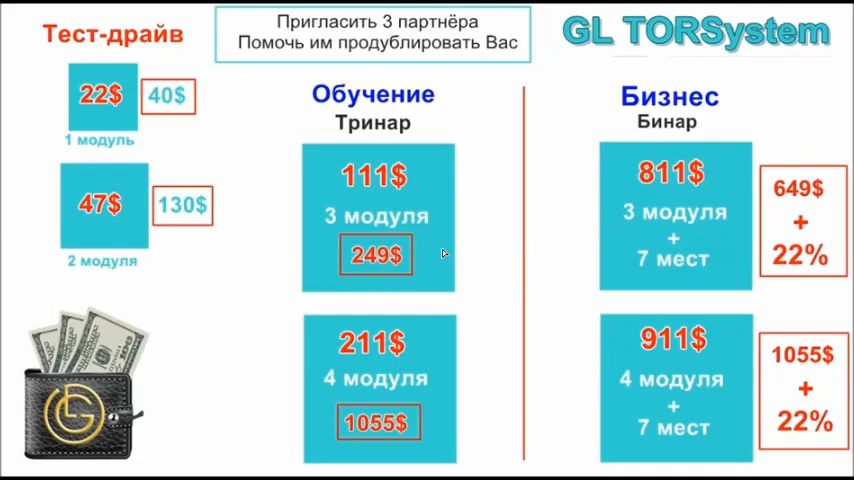 Тест-драйв
22$
40$
1 модуль
47$
130$
2 модуля
Пригласить 3 партнёра
Помочь им продублировать Вас
GL TORSystem
Обучение
Тринар
111$
3 модуля
249$
211$
4 модуля
1055$
Бизнес
Бинар
811$
3 модуля
+
7 мест
649$
+
22%
911$
4 модуля
+
7 мест
1055$
+
22%